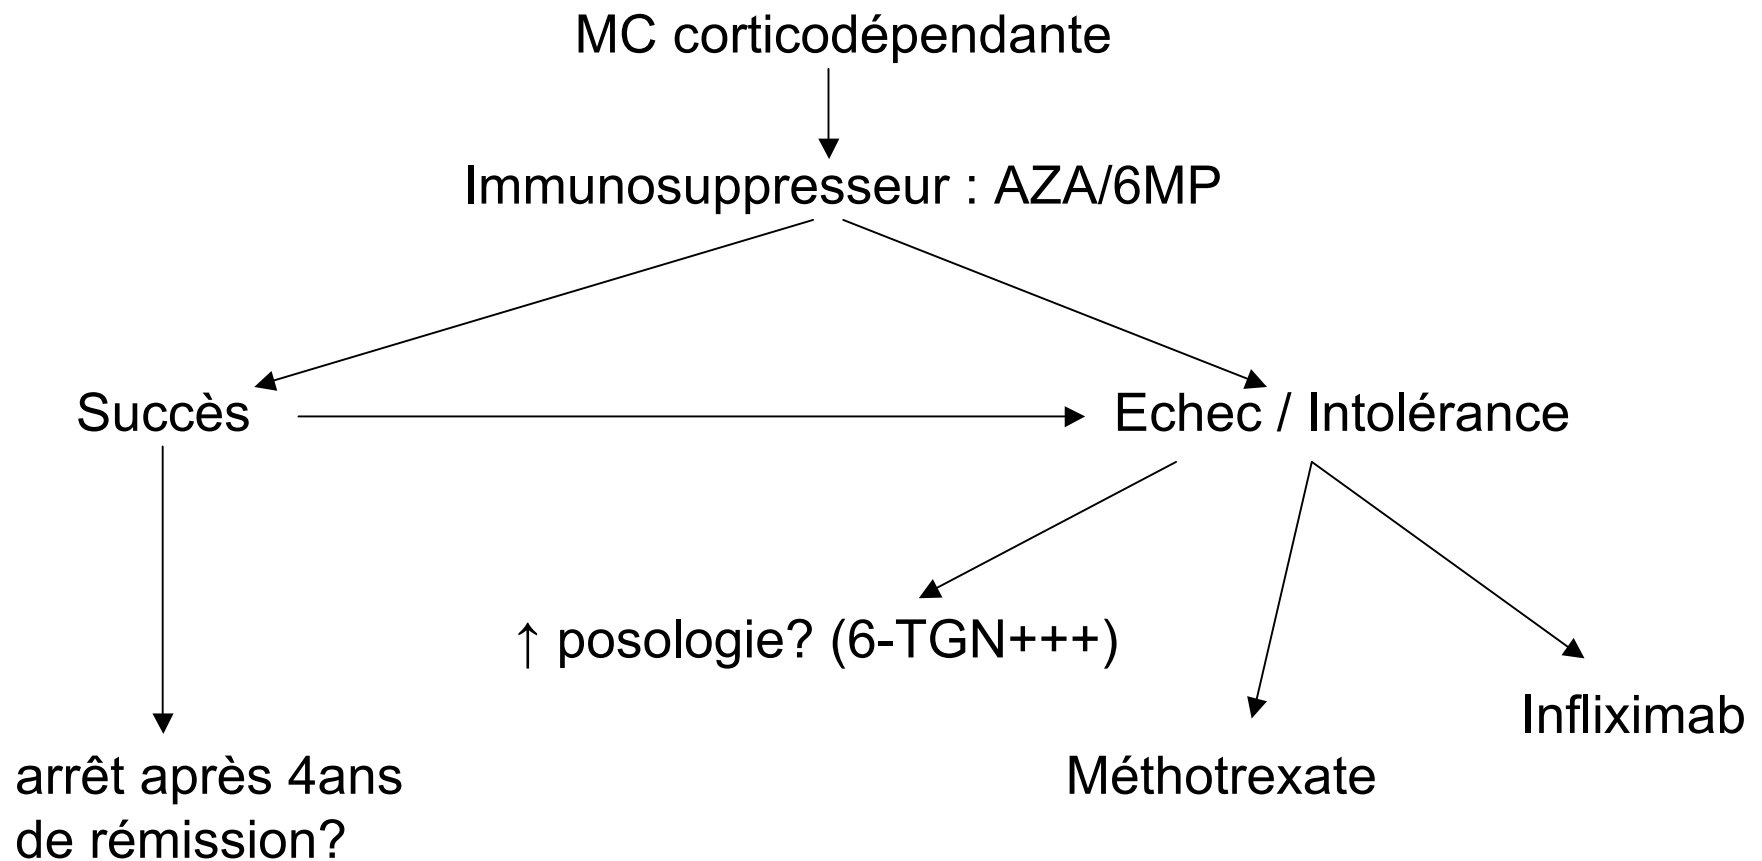 MC corticodépendante
Immunosuppresseur : AZA/6MP
Succès
Echec / Intolérance
↑ posologie? (6-TGN+++)
Infliximab
Méthotrexate
arrêt après 4ans
de rémission?